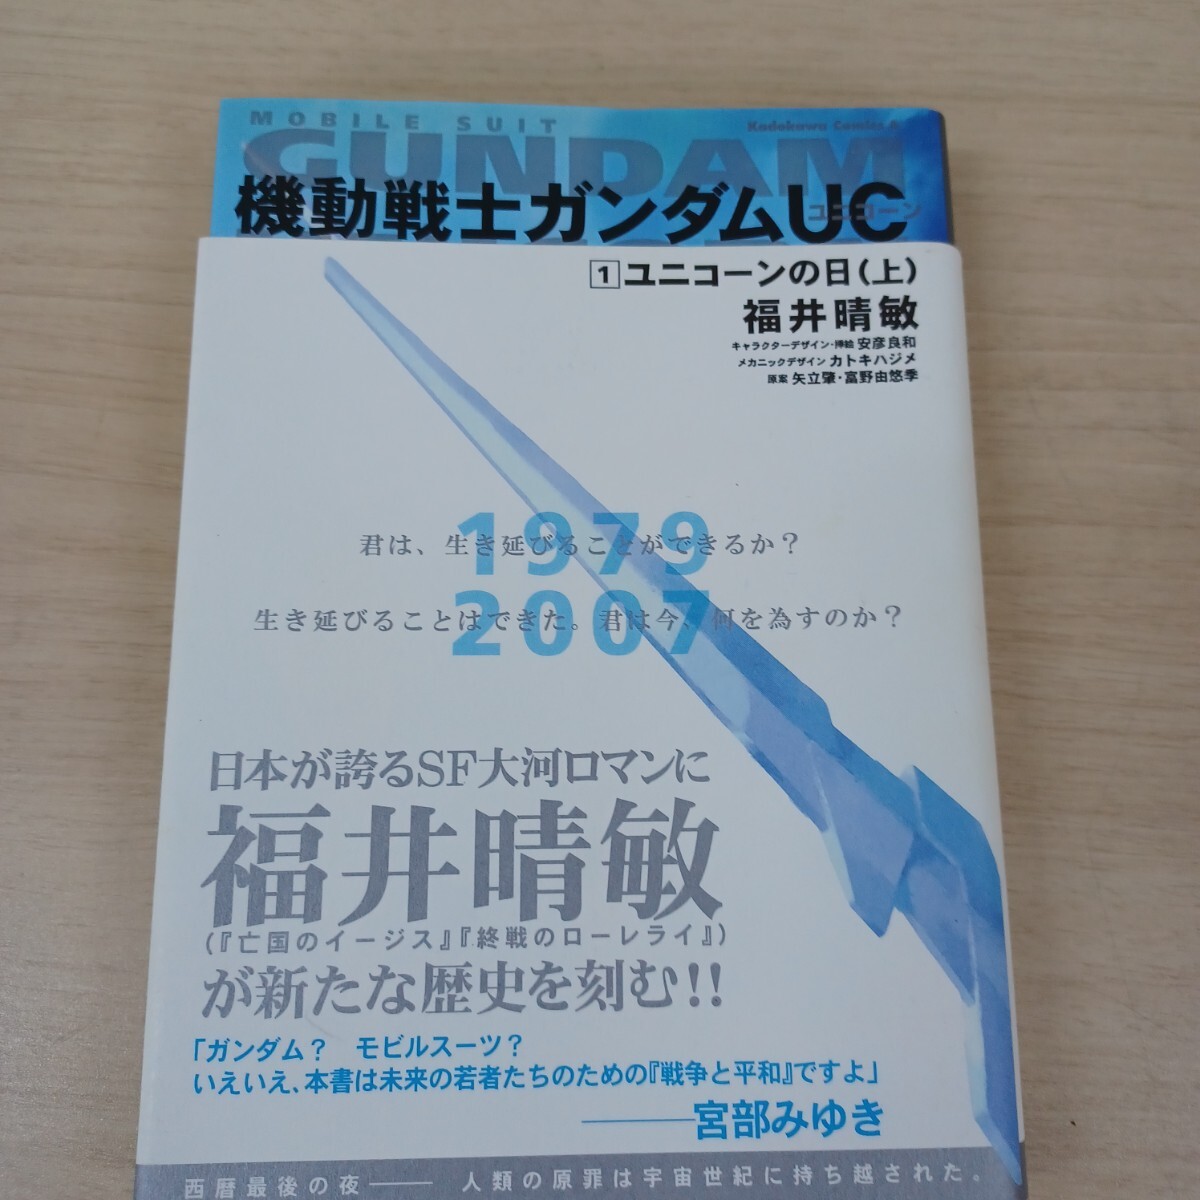 MOBILE SUIT
Kadokawa Comics A
GUNDAM
機動戦士ガンダムUC
ユニコーン
1 ユニコーンの日(上)
福井晴敏
キャラクターデザイン・挿絵 安彦良和
メカニックデザイン カトキハジメ
原案 矢立肇・富野由悠季
1979
君は、生き延びることができるか?
2007
生き延びることはできた。君は今、何を為すのか?
日本が誇るSF大河ロマンに
福井晴敏
(『亡国のイージス』『終戦のローレライ』)
が新たな歴史を刻む!!
「ガンダム? モビルスーツ?
いえいえ、本書は未来の若者たちのための『戦争と平和』ですよ」
――宮部みゆき
西暦最後の夜―― 人類の原罪は宇宙世紀に持ち越された。